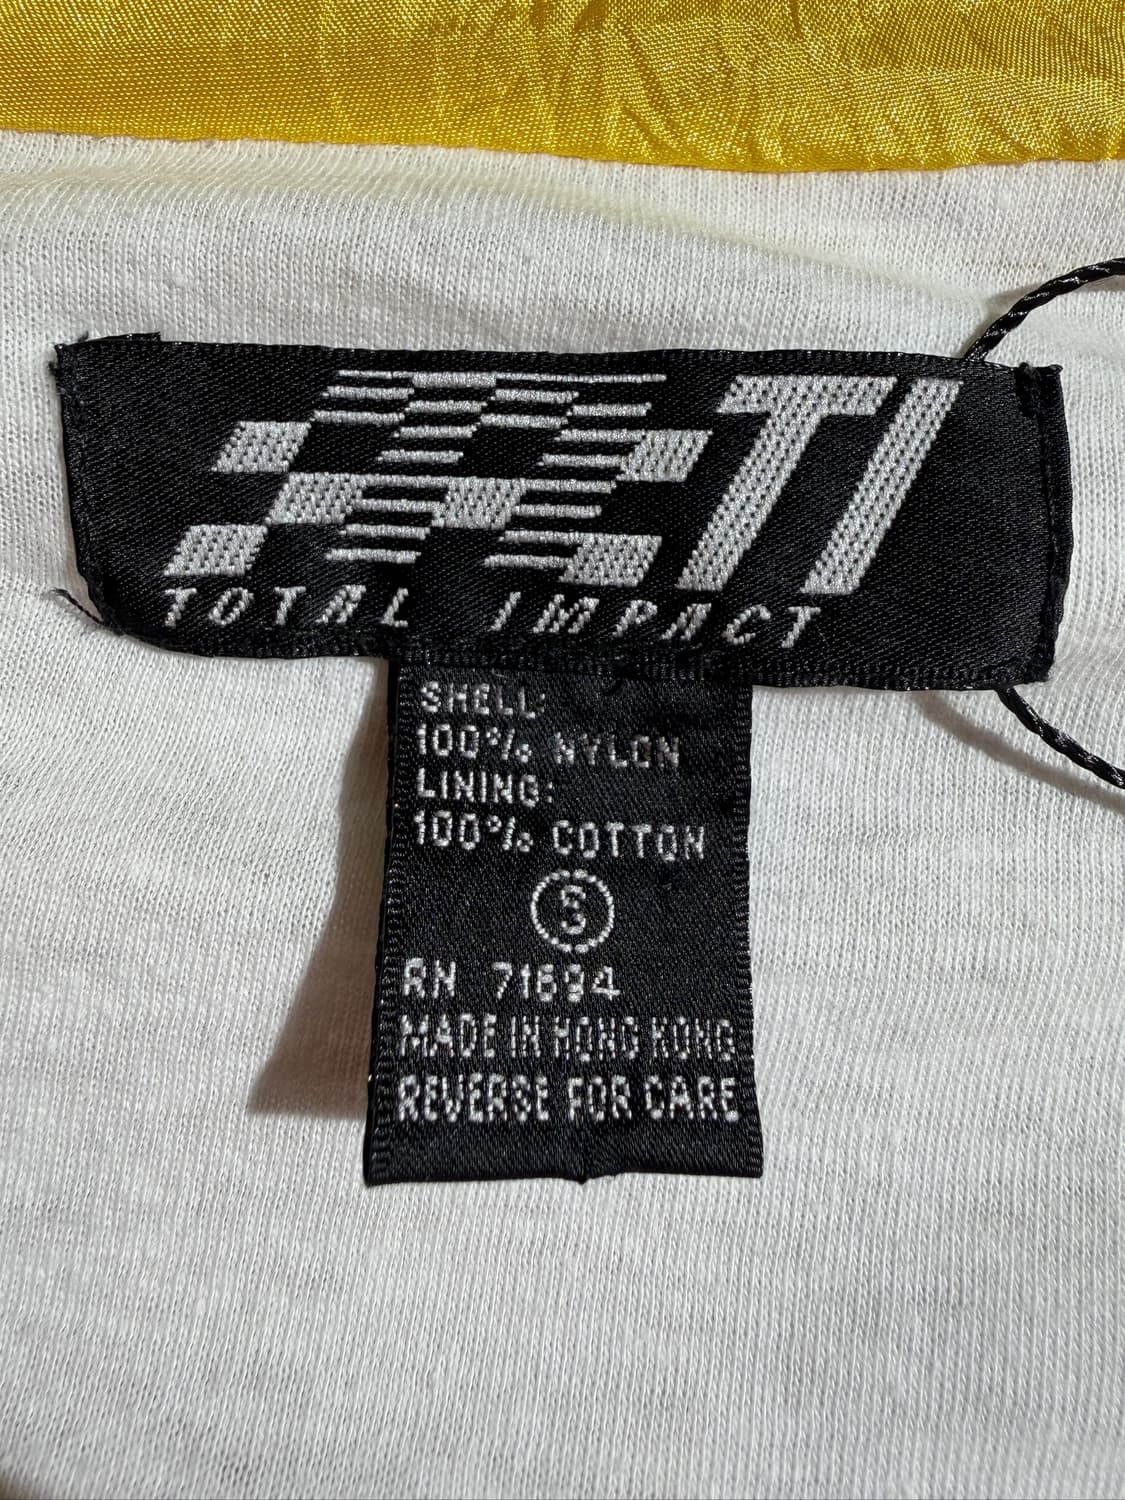 TI
TOTAL IMPACT
SHELL:
100% NYLON
LINING:
100% COTTON
S
RN 71694
MADE IN HONG KONG
REVERSE FOR CARE